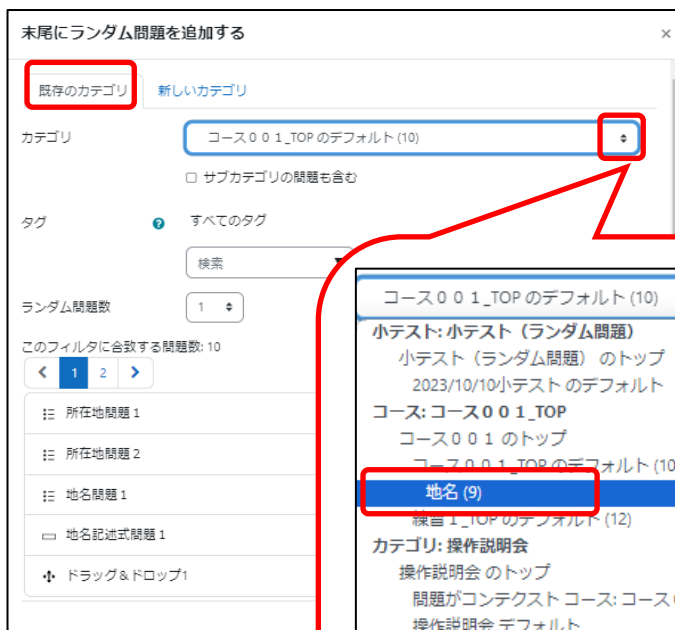 末尾にランダム問題を追加する ×
既存のカテゴリ 新しいカテゴリ
カテゴリ コース００１_TOP のデフォルト (10)
サブカテゴリの問題も含む
タグ すべてのタグ
検索
ランダム問題数 1
このフィルタに合致する問題数: 10
1 2
所在地問題 1
所在地問題 2
地名問題 1
地名記述式問題 1
ドラッグ＆ドロップ1
コース００１_TOP のデフォルト (10)
小テスト: 小テスト（ランダム問題）
小テスト（ランダム問題） のトップ
2023/10/10小テスト のデフォルト
コース: コース００１_TOP
コース００１ のトップ
コース００１_TOP のデフォルト (10
地名 (9)
練習１_TOP のデフォルト (12)
カテゴリ: 操作説明会
操作説明会 のトップ
問題がコンテクスト コース: コース
操作説明会 デフォルト